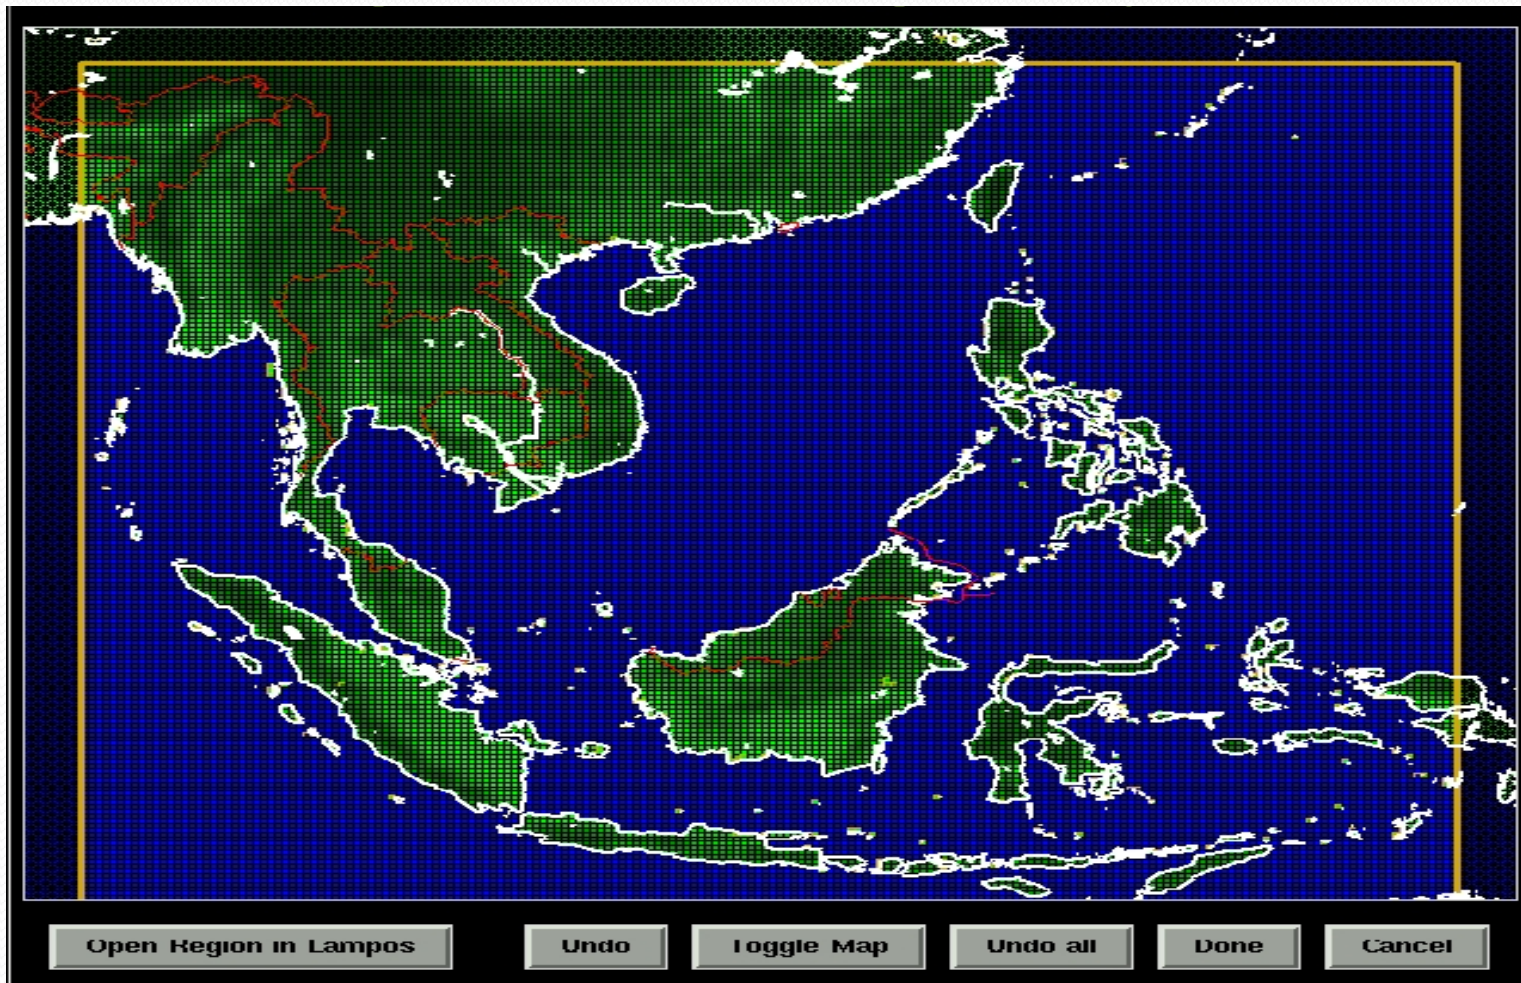 Open Region in Lampos
Undo
Toggle Map
Undo all
Done
Cancel